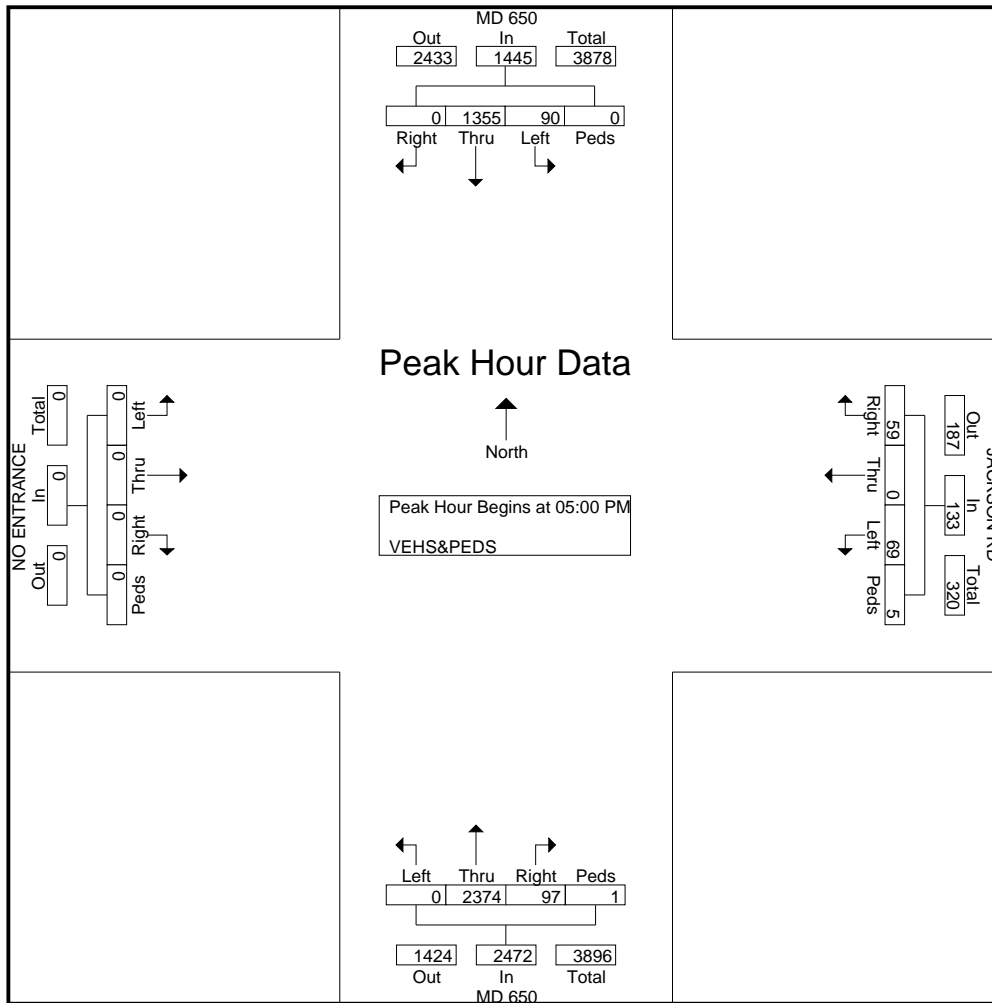 MD 650
Out In Total
2433 1445 3878
0 1355 90 0
Right Thru Left Peds
Peak Hour Data
North
Peak Hour Begins at 05:00 PM
VEHS&PEDS
NO ENTRANCE
Out In Total
0 0 0
0 0 0 0
Left Thru Right Peds
JACKSON RD
Out In Total
187 133 320
59 0 69 5
Right Thru Left Peds
Left Thru Right Peds
0 2374 97 1
1424 2472 3896
Out In Total
MD 650